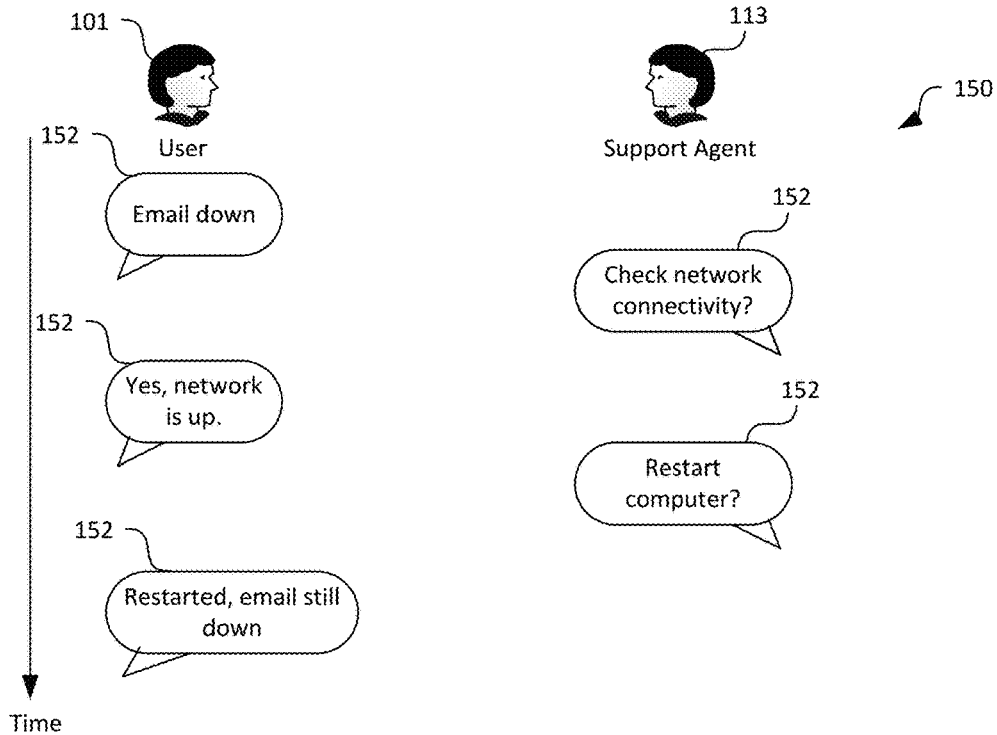 101
113
150
User
Support Agent
152
Email down
152
Check network
connectivity?
152
Yes, network
is up.
152
Restart
computer?
152
Restarted, email still
down
Time